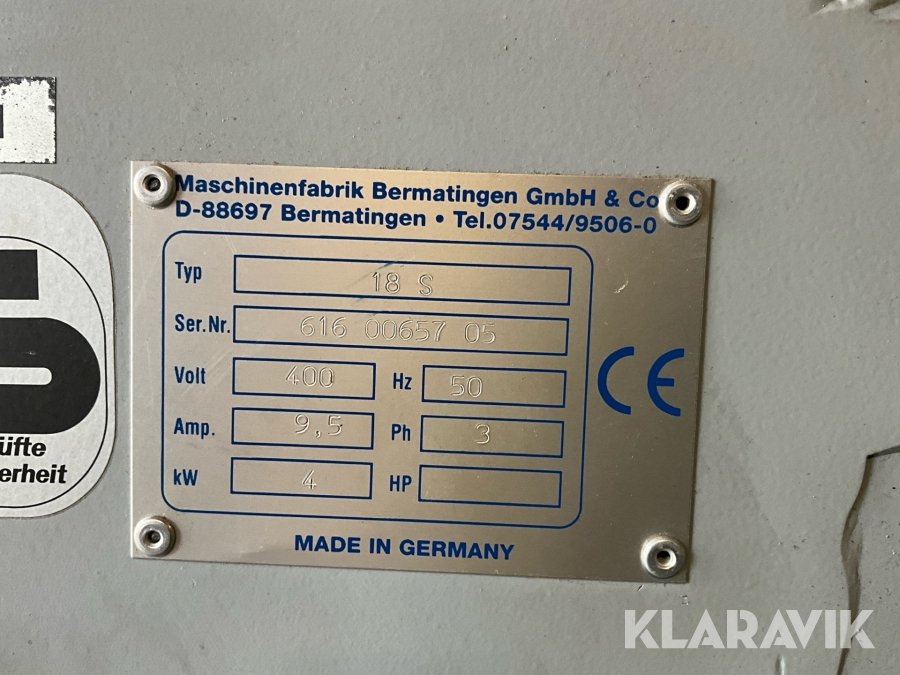 Maschinenfabrik Bermatingen GmbH & Co
D-88697 Bermatingen • Tel.07544/9506-0
Typ 18 S
Ser.Nr. 616 00657 05
Volt 400 Hz 50
Amp. 9,5 Ph 3
kW 4 HP
MADE IN GERMANY
CE
üfte
erheit
KLARAVIK